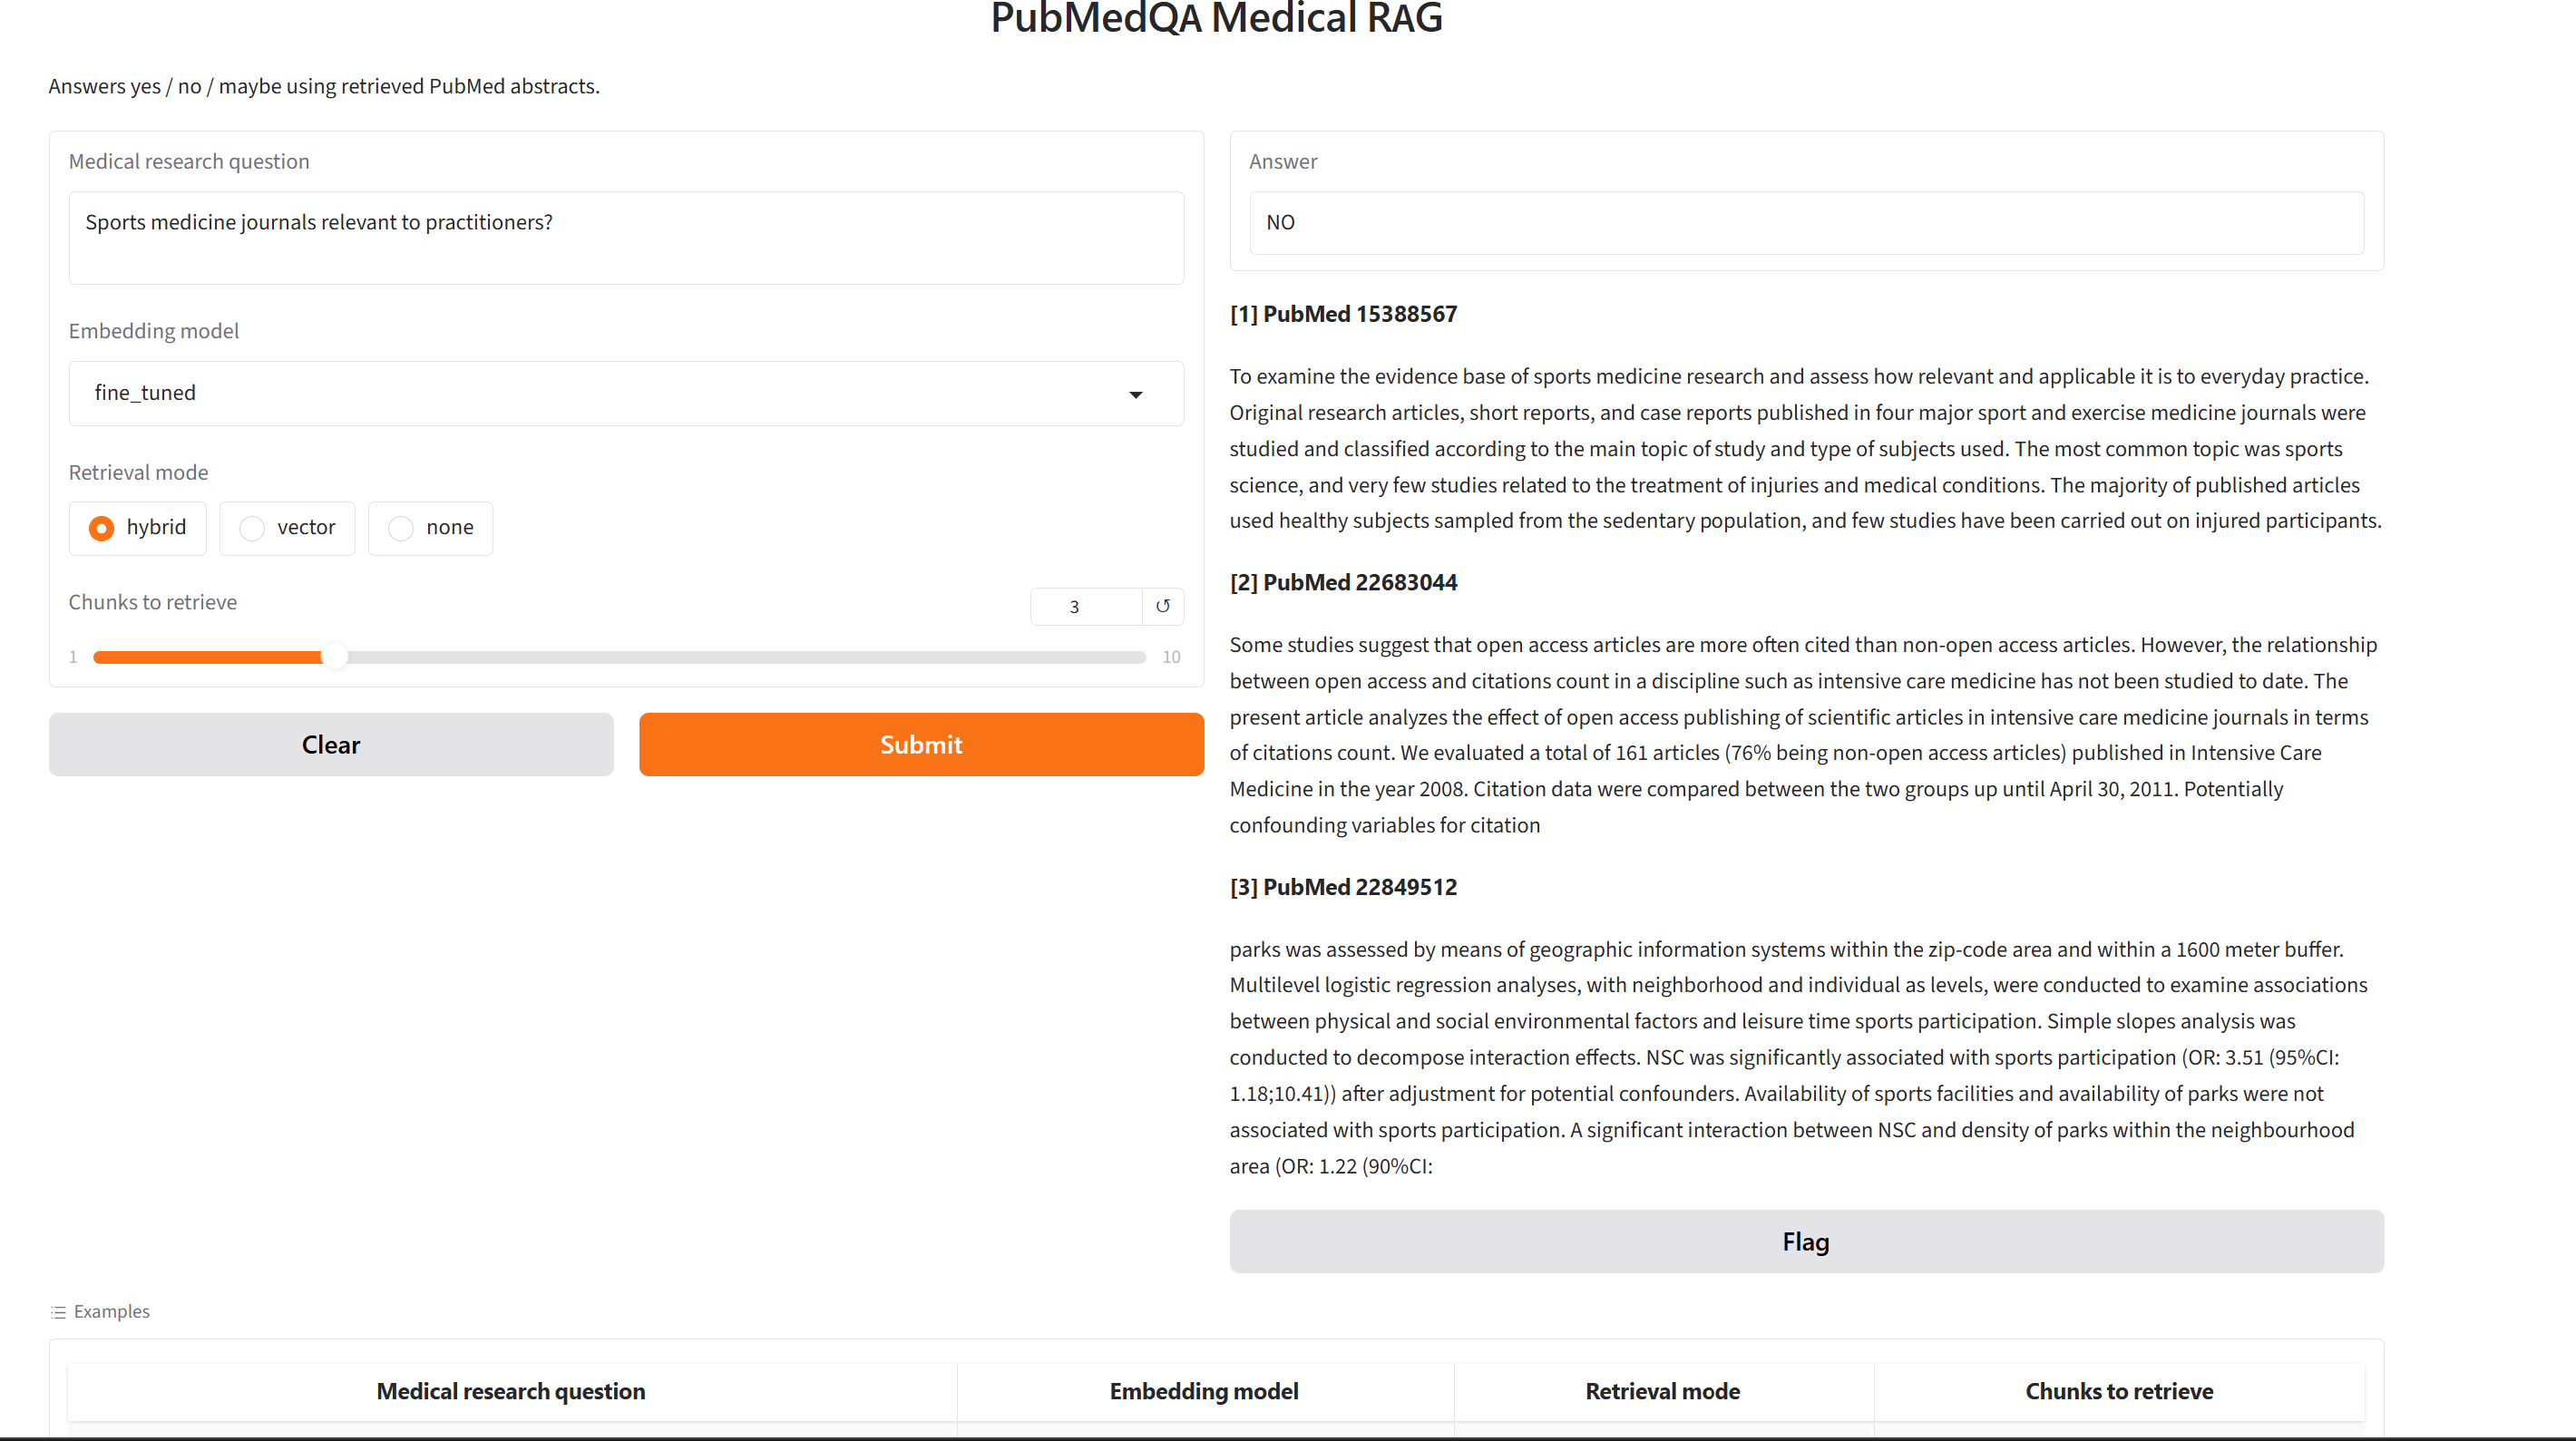 PubMedQA Medical RAG
Answers yes / no / maybe using retrieved PubMed abstracts.
Medical research question
Sports medicine journals relevant to practitioners?
Embedding model
fine_tuned
Retrieval mode
hybrid
vector
none
Chunks to retrieve
3
1
10
Clear
Submit
Answer
NO
[1] PubMed 15388567
To examine the evidence base of sports medicine research and assess how relevant and applicable it is to everyday practice.
Original research articles, short reports, and case reports published in four major sport and exercise medicine journals were
studied and classified according to the main topic of study and type of subjects used. The most common topic was sports
science, and very few studies related to the treatment of injuries and medical conditions. The majority of published articles
used healthy subjects sampled from the sedentary population, and few studies have been carried out on injured participants.
[2] PubMed 22683044
Some studies suggest that open access articles are more often cited than non-open access articles. However, the relationship
between open access and citations count in a discipline such as intensive care medicine has not been studied to date. The
present article analyzes the effect of open access publishing of scientific articles in intensive care medicine journals in terms
of citations count. We evaluated a total of 161 articles (76% being non-open access articles) published in Intensive Care
Medicine in the year 2008. Citation data were compared between the two groups up until April 30, 2011. Potentially
confounding variables for citation
[3] PubMed 22849512
parks was assessed by means of geographic information systems within the zip-code area and within a 1600 meter buffer.
Multilevel logistic regression analyses, with neighborhood and individual as levels, were conducted to examine associations
between physical and social environmental factors and leisure time sports participation. Simple slopes analysis was
conducted to decompose interaction effects. NSC was significantly associated with sports participation (OR: 3.51 (95%CI:
1.18;10.41)) after adjustment for potential confounders. Availability of sports facilities and availability of parks were not
associated with sports participation. A significant interaction between NSC and density of parks within the neighbourhood
area (OR: 1.22 (90%CI:
Flag
Examples
Medical research question
Embedding model
Retrieval mode
Chunks to retrieve